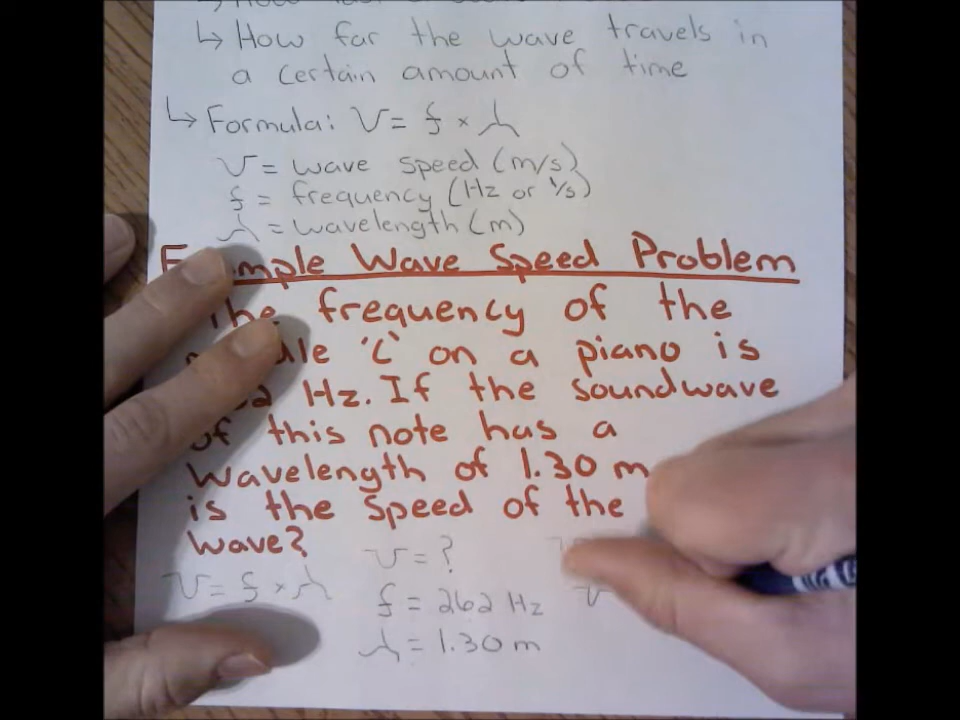 ↳ How far the wave travels in
a certain amount of time
↳ Formula: V = f × λ
V = wave speed (m/s)
f = frequency (Hz or 1/s)
λ = wavelength (m)
Wave Speed Problem
The frequency of the
'C' on a piano is
Hz. If the soundwave
of this note has a
wavelength of 1.30 m
is the speed of the
wave?
V = ?
V = f × λ
f = 262 Hz
V
λ = 1.30 m